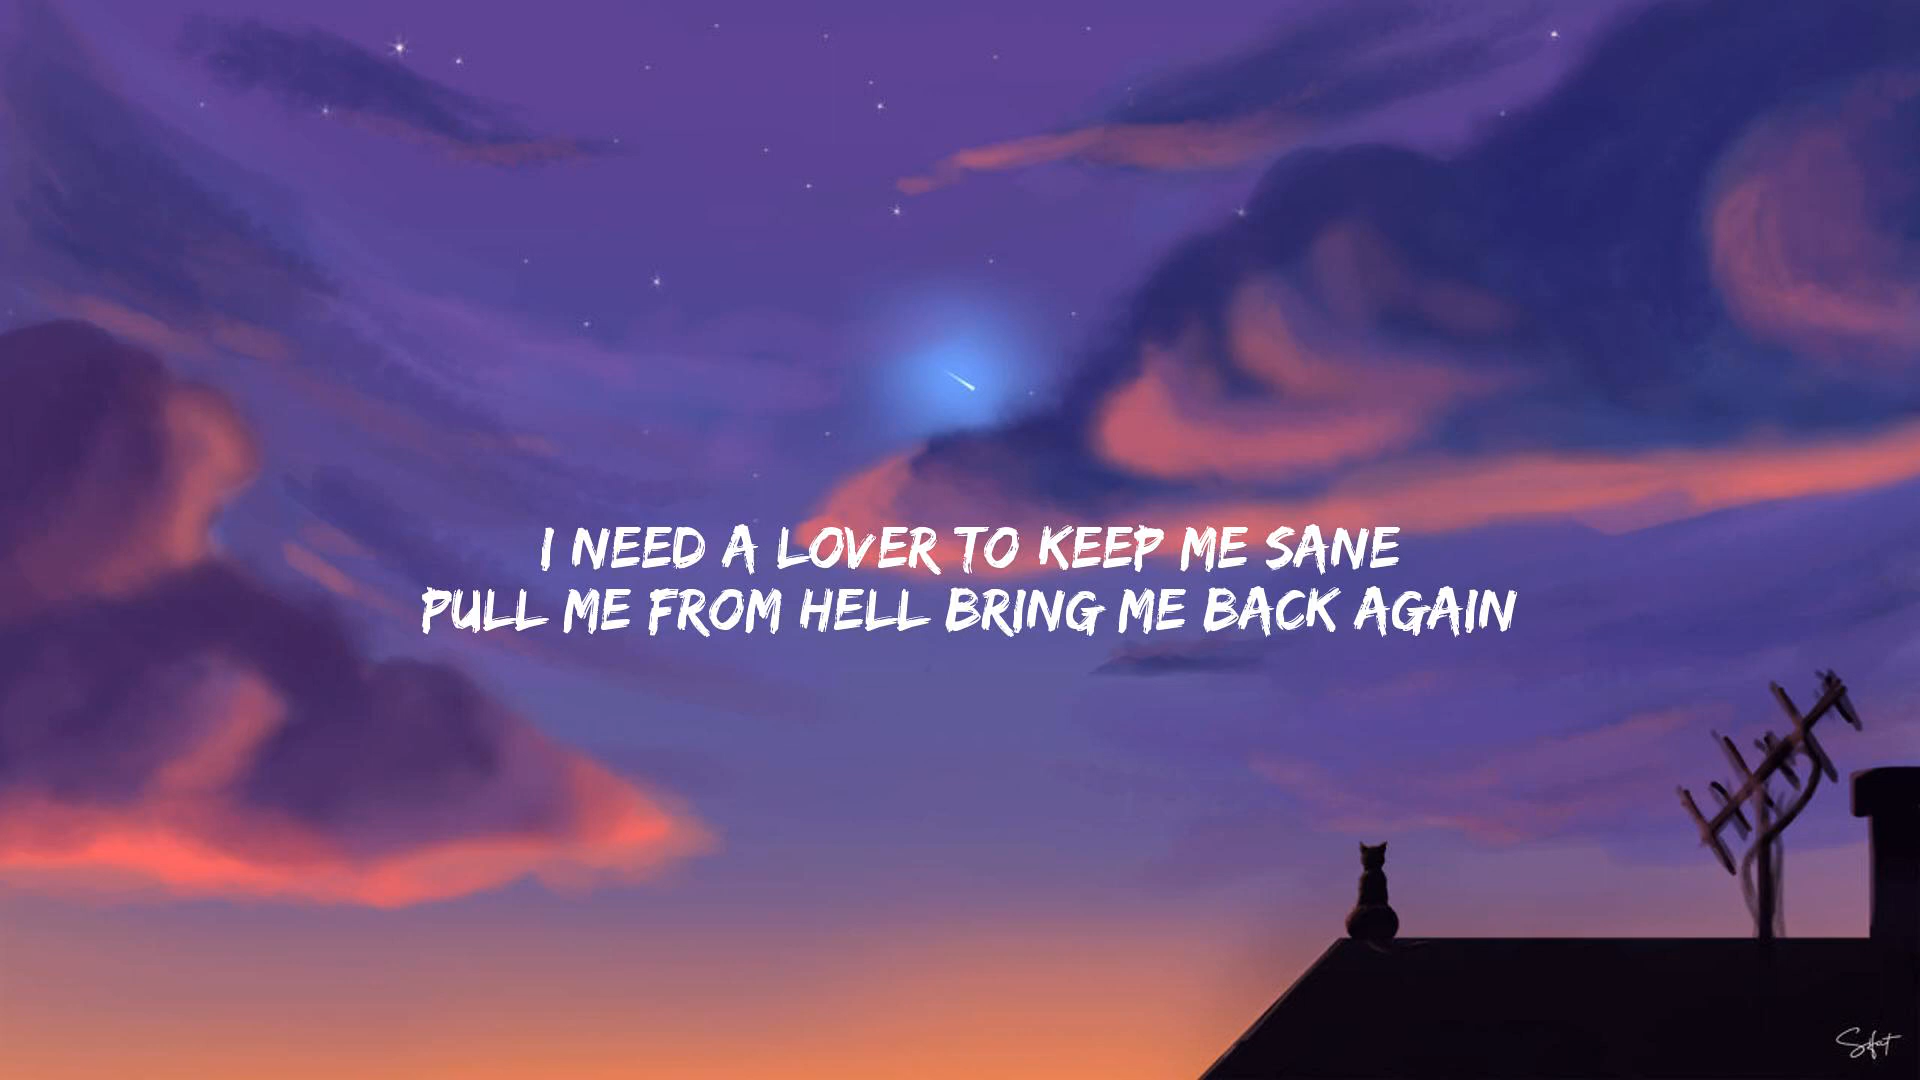 I NEED A LOVER TO KEEP ME SANE
PULL ME FROM HELL BRING ME BACK AGAIN